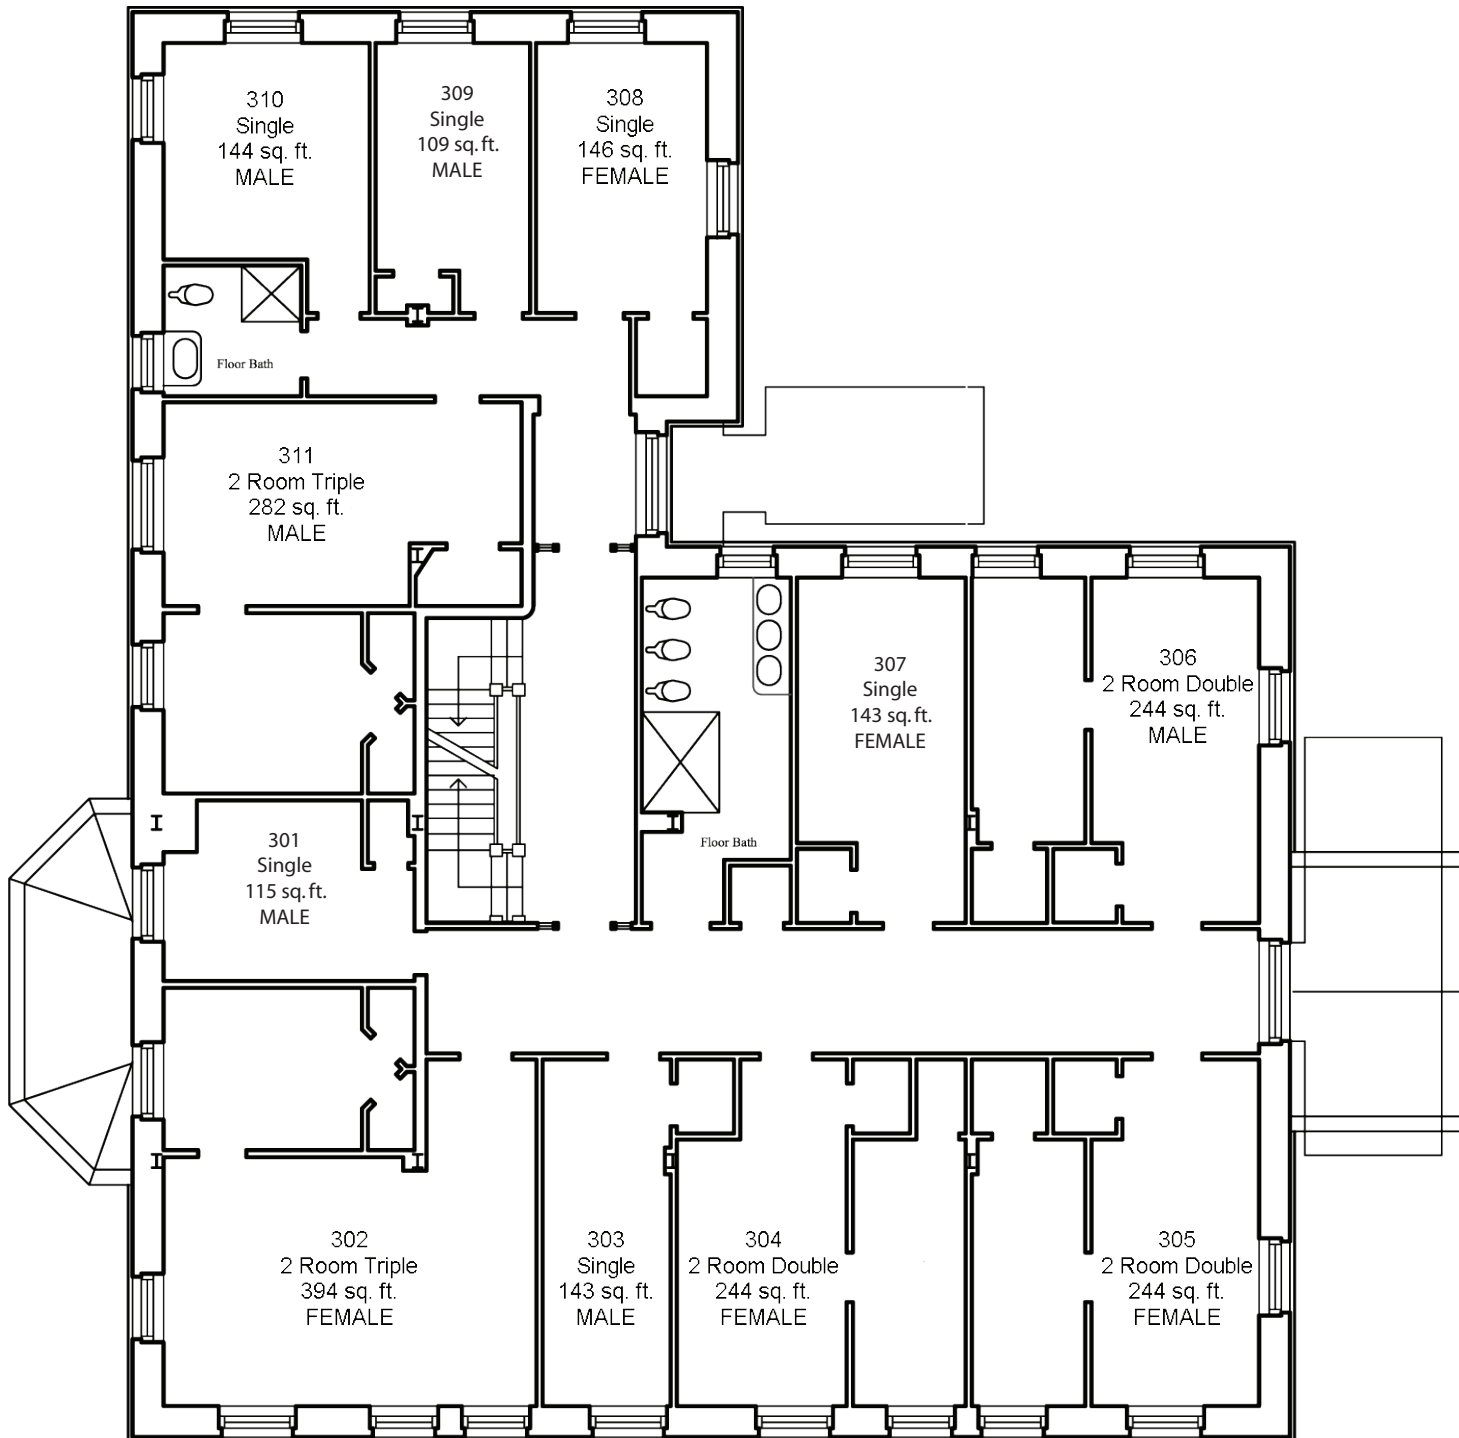 310
Single
144 sq. ft.
MALE
309
Single
109 sq. ft.
MALE
308
Single
146 sq. ft.
FEMALE
Floor Bath
311
2 Room Triple
282 sq. ft.
MALE
307
Single
143 sq. ft.
FEMALE
306
2 Room Double
244 sq. ft.
MALE
301
Single
115 sq. ft.
MALE
Floor Bath
302
2 Room Triple
394 sq. ft.
FEMALE
303
Single
143 sq. ft.
MALE
304
2 Room Double
244 sq. ft.
FEMALE
305
2 Room Double
244 sq. ft.
FEMALE